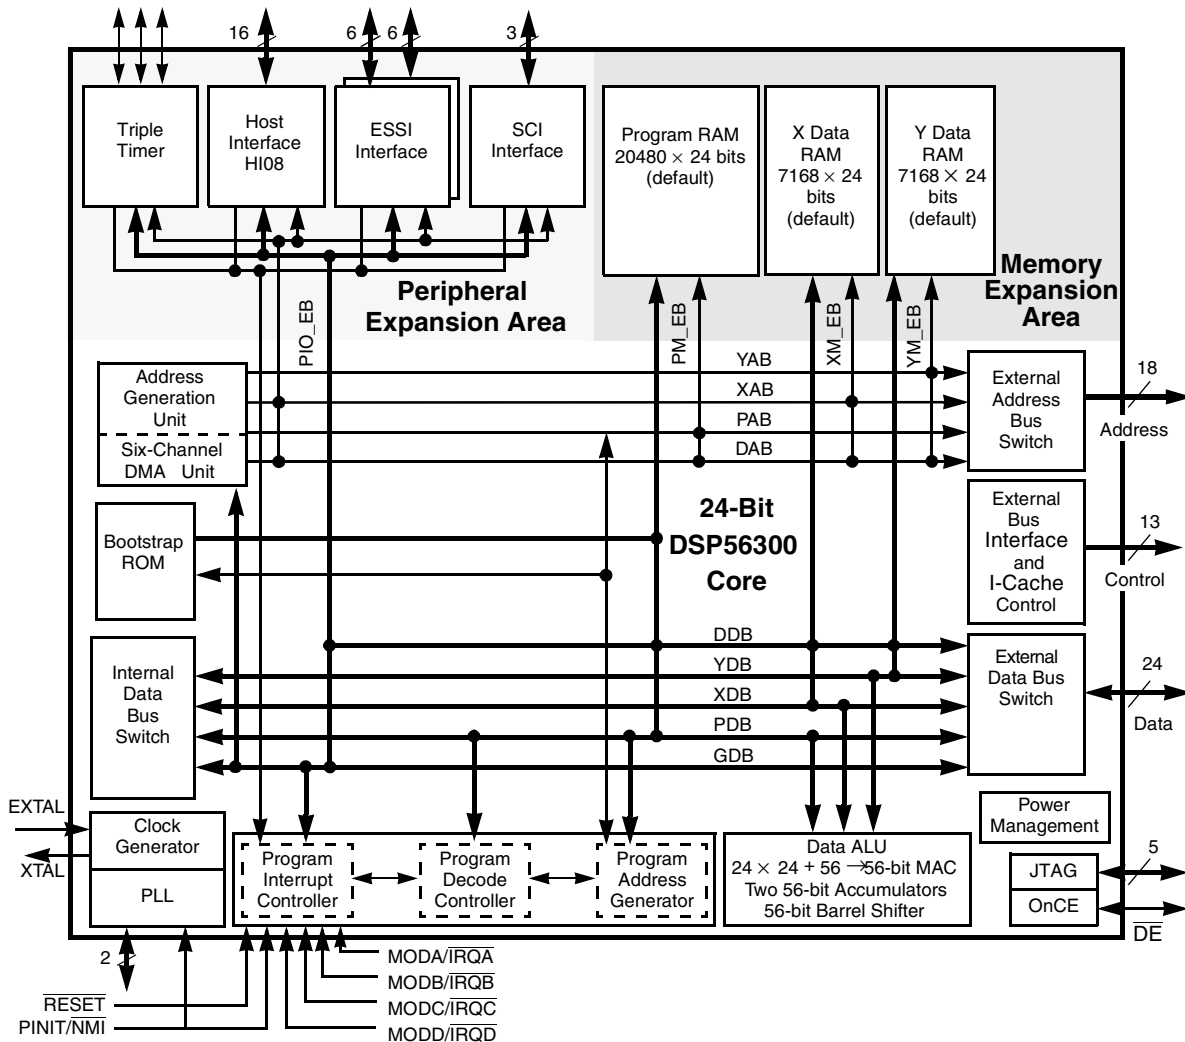 16
6
6
3
Triple
Timer
Host
Interface
HI08
ESSI
Interface
SCI
Interface
Program RAM
20480 × 24 bits
(default)
X Data
RAM
7168 × 24
bits
(default)
Y Data
RAM
7168 × 24
bits
(default)
Peripheral
Expansion Area
Memory
Expansion
Area
PIO_EB
PM_EB
XM_EB
YM_EB
Address
Generation
Unit
Six-Channel
DMA Unit
YAB
XAB
PAB
DAB
External
Address
Bus
Switch
18
Address
Bootstrap
ROM
24-Bit
DSP56300
Core
External
Bus
Interface
and
I-Cache
Control
13
Control
Internal
Data
Bus
Switch
DDB
YDB
XDB
PDB
GDB
External
Data Bus
Switch
24
Data
EXTAL
XTAL
Clock
Generator
PLL
2
Program
Interrupt
Controller
Program
Decode
Controller
Program
Address
Generator
Data ALU
24 × 24 + 56 →56-bit MAC
Two 56-bit Accumulators
56-bit Barrel Shifter
Power
Management
JTAG
OnCE
5
DE
RESET
PINIT/NMI
MODA/IRQA
MODB/IRQB
MODC/IRQC
MODD/IRQD